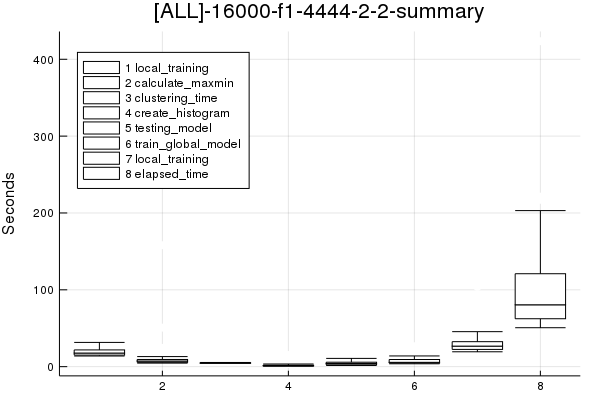 [ALL]-16000-f1-4444-2-2-summary
400
300
200
100
0
Seconds
1 local_training
2 calculate_maxmin
3 clustering_time
4 create_histogram
5 testing_model
6 train_global_model
7 local_training
8 elapsed_time
2 4 6 8